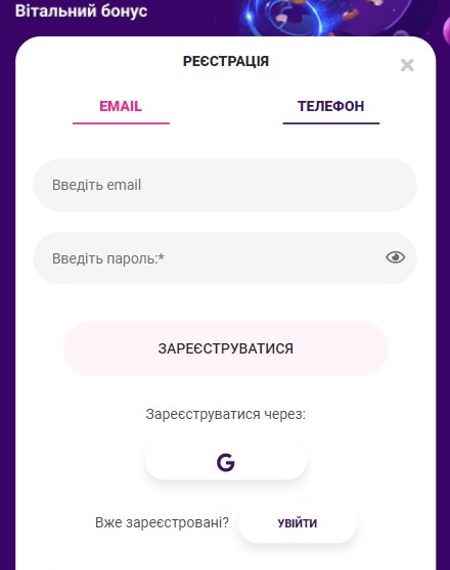 Вітальний бонус
РЕЄСТРАЦІЯ
EMAIL ТЕЛЕФОН
Введіть email
Введіть пароль:*
ЗАРЕЄСТРУВАТИСЯ
Зареєструватися через:
G
Вже зареєстровані? УВІЙТИ